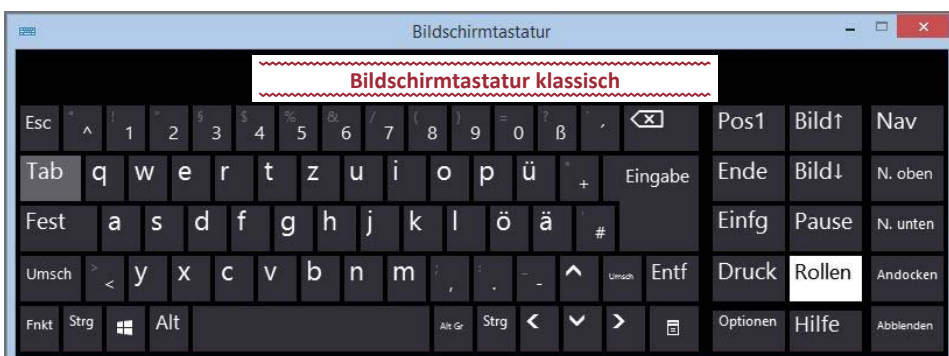 Bildschirmtastatur
Bildschirmtastatur klassisch
Esc ° ^ ! 1 " 2 § 3 $ 4 % 5 & 6 / 7 ( 8 ) 9 = 0 ? ß ` ´ Pos1 Bild↑ Nav
Tab q w e r t z u i o p ü * + Eingabe Ende Bild↓ N. oben
Fest a s d f g h j k l ö ä ' # Einfg Pause N. unten
Umsch > < y x c v b n m ; , : . _ - ^ Umsch Entf Druck Rollen Andocken
Fnkt Strg Alt Alt Gr Strg < ⌄ > Optionen Hilfe Abblenden